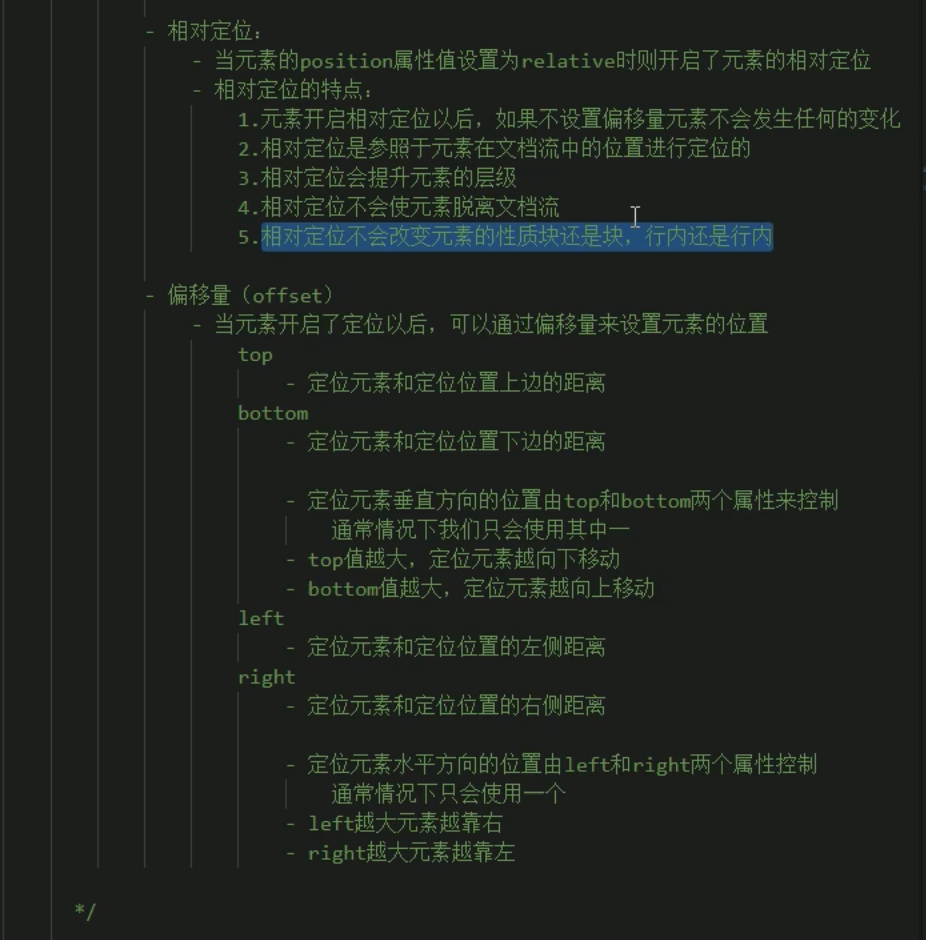 - 相对定位:
- 当元素的position属性值设置为relative时则开启了元素的相对定位
- 相对定位的特点:
1.元素开启相对定位以后，如果不设置偏移量元素不会发生任何的变化
2.相对定位是参照于元素在文档流中的位置进行定位的
3.相对定位会提升元素的层级
4.相对定位不会使元素脱离文档流
5.相对定位不会改变元素的性质块还是块，行内还是行内
- 偏移量（offset）
- 当元素开启了定位以后，可以通过偏移量来设置元素的位置
top
- 定位元素和定位位置上边的距离
bottom
- 定位元素和定位位置下边的距离
- 定位元素垂直方向的位置由top和bottom两个属性来控制
通常情况下我们只会使用其中一
- top值越大，定位元素越向下移动
- bottom值越大，定位元素越向上移动
left
- 定位元素和定位位置的左侧距离
right
- 定位元素和定位位置的右侧距离
- 定位元素水平方向的位置由left和right两个属性控制
通常情况下只会使用一个
- left越大元素越靠右
- right越大元素越靠左
*/